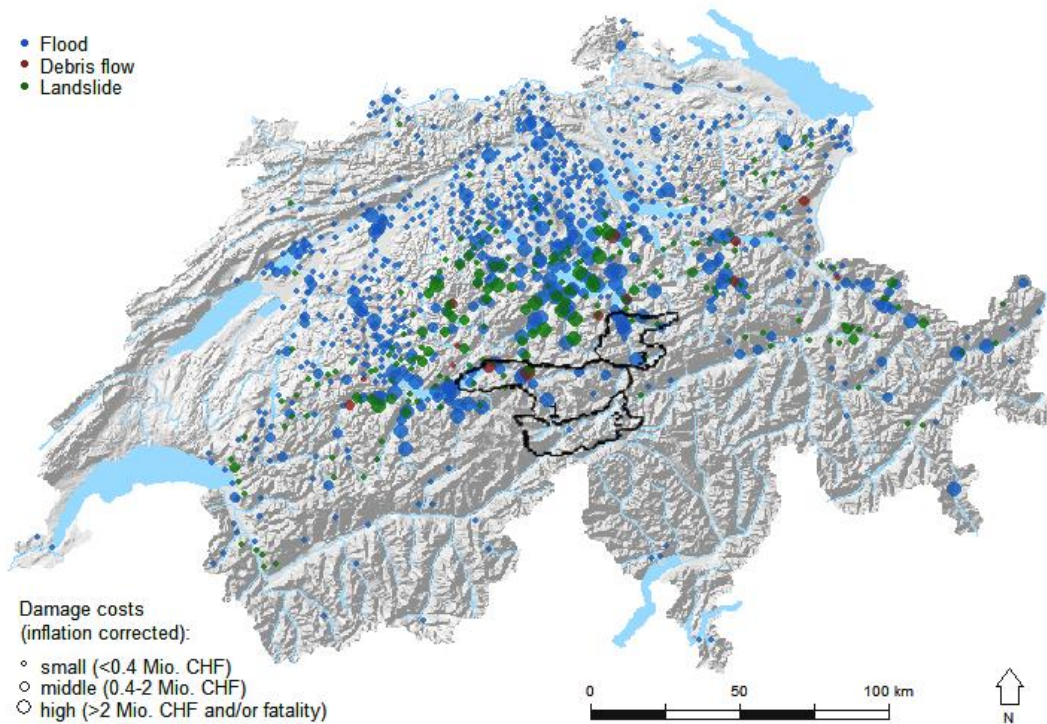 Flood
Debris flow
Landslide
Damage costs
(inflation corrected):
small (<0.4 Mio. CHF)
middle (0.4-2 Mio. CHF)
high (>2 Mio. CHF and/or fatality)
0 50 100 km
N